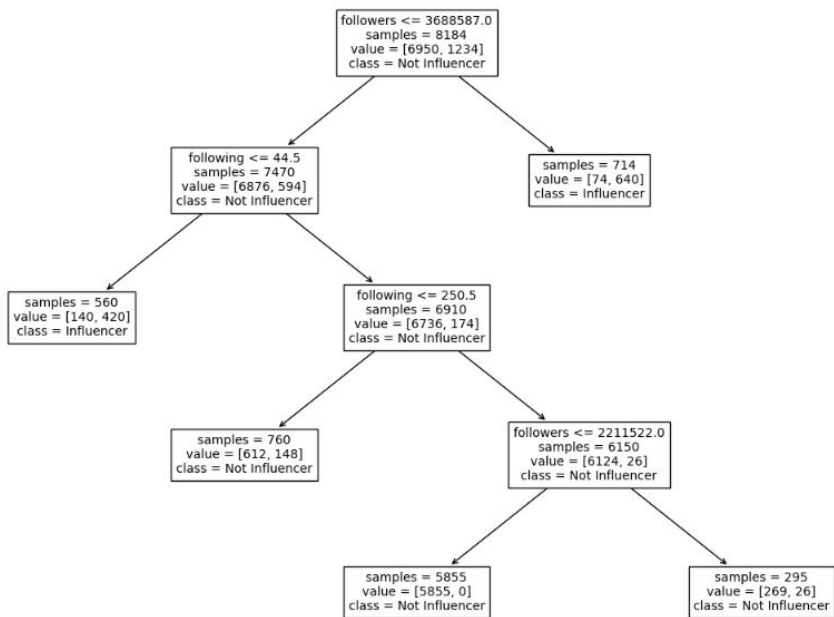 followers <= 3688587.0
samples = 8184
value = [6950, 1234]
class = Not Influencer
following <= 44.5
samples = 7470
value = [6876, 594]
class = Not Influencer
samples = 714
value = [74, 640]
class = Influencer
samples = 560
value = [140, 420]
class = Influencer
following <= 250.5
samples = 6910
value = [6736, 174]
class = Not Influencer
samples = 760
value = [612, 148]
class = Not Influencer
followers <= 2211522.0
samples = 6150
value = [6124, 26]
class = Not Influencer
samples = 5855
value = [5855, 0]
class = Not Influencer
samples = 295
value = [269, 26]
class = Not Influencer